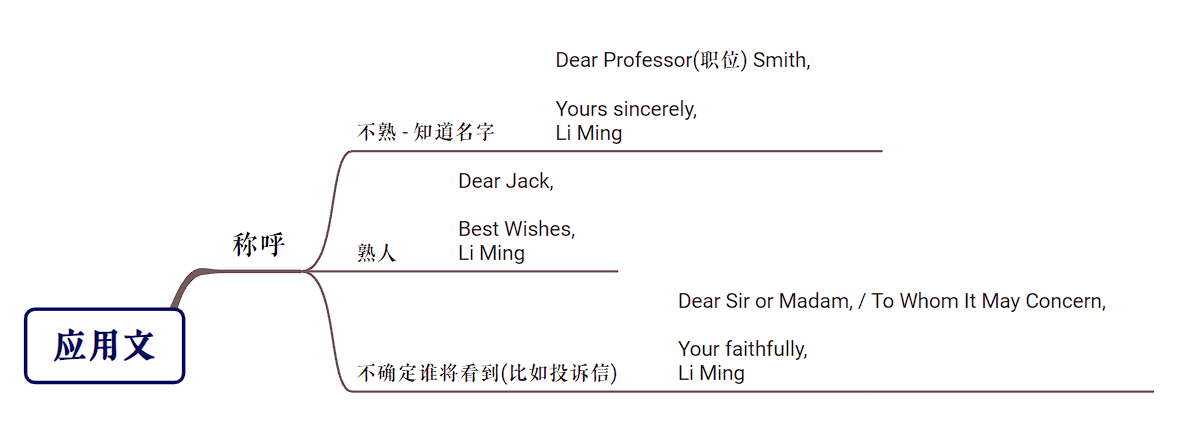 Dear Professor(职位) Smith,
Yours sincerely,
Li Ming
不熟 - 知道名字
Dear Jack,
Best Wishes,
Li Ming
熟人
称呼
Dear Sir or Madam, / To Whom It May Concern,
Your faithfully,
Li Ming
不确定谁将看到(比如投诉信)
应用文